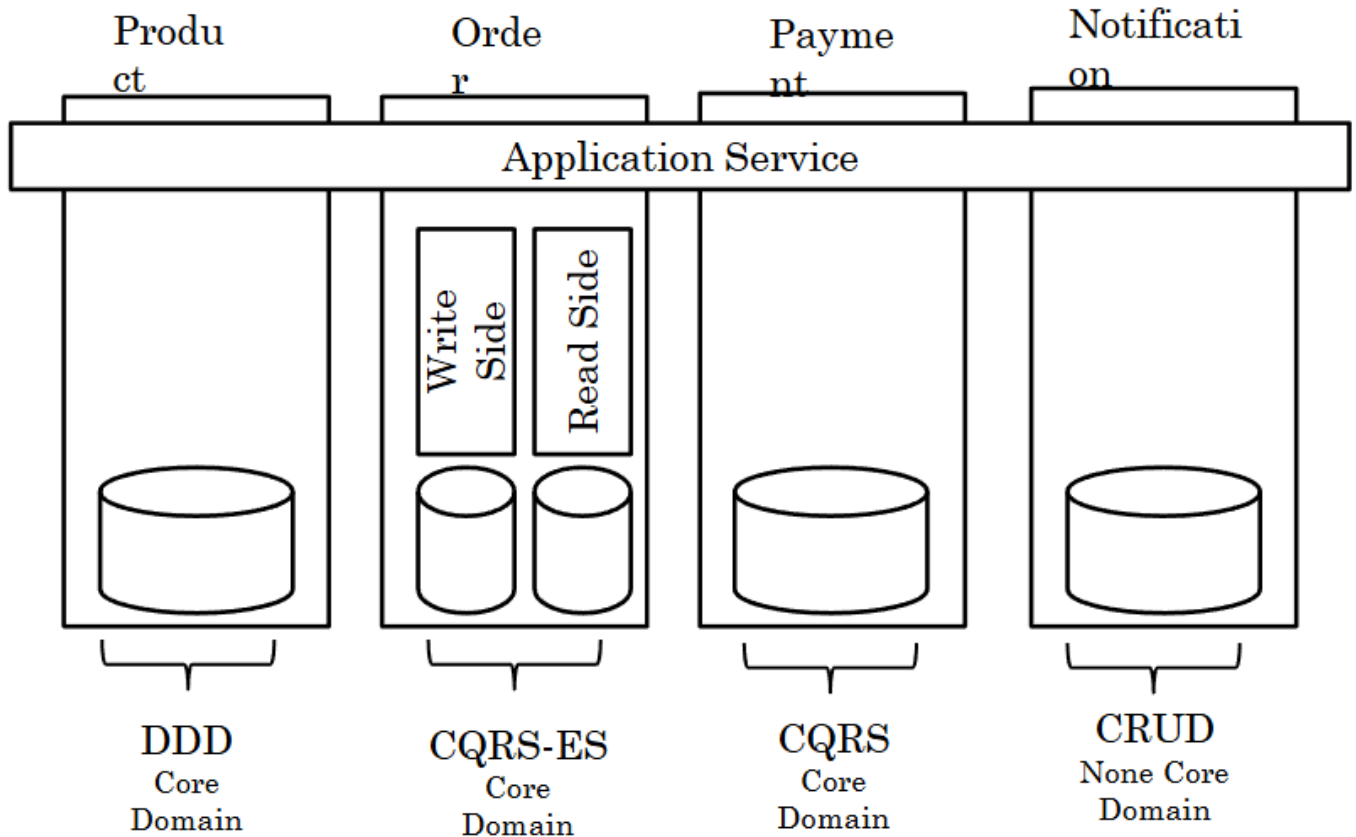 Produ
ct
Orde
r
Payme
nt
Notificati
on
Application Service
Write
Side
Read Side
DDD
Core
Domain
CQRS-ES
Core
Domain
CQRS
Core
Domain
CRUD
None Core
Domain